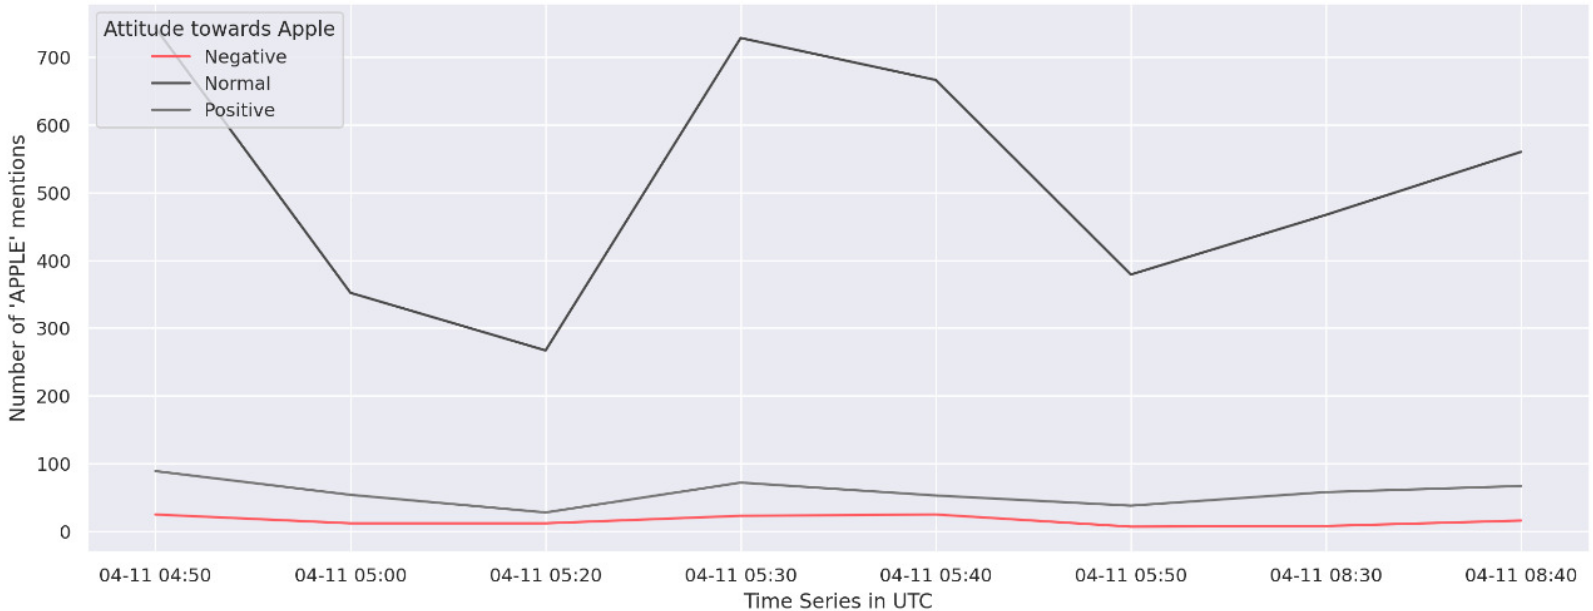 Attitude towards Apple
Negative
Normal
Positive
Number of 'APPLE' mentions
700
600
500
400
300
200
100
0
04-11 04:50 04-11 05:00 04-11 05:20 04-11 05:30 04-11 05:40 04-11 05:50 04-11 08:30 04-11 08:40
Time Series in UTC